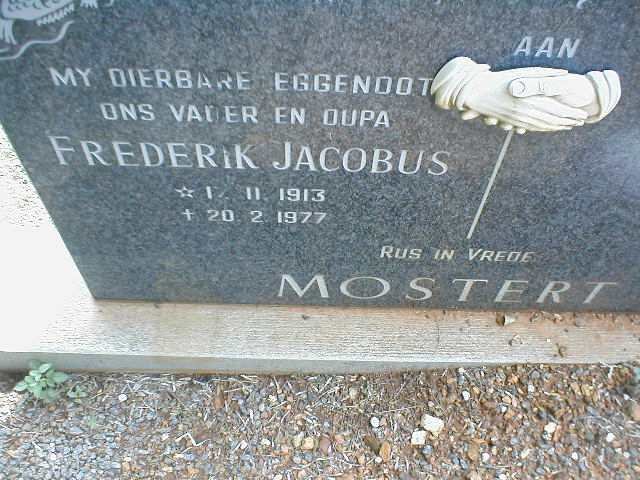 AAN
MY DIERBARE EGGENOOT
ONS VADER EN OUPA
FREDERIK JACOBUS
☆ 11 1913
† 20. 2 1977
RUS IN VREDE
MOSTERT